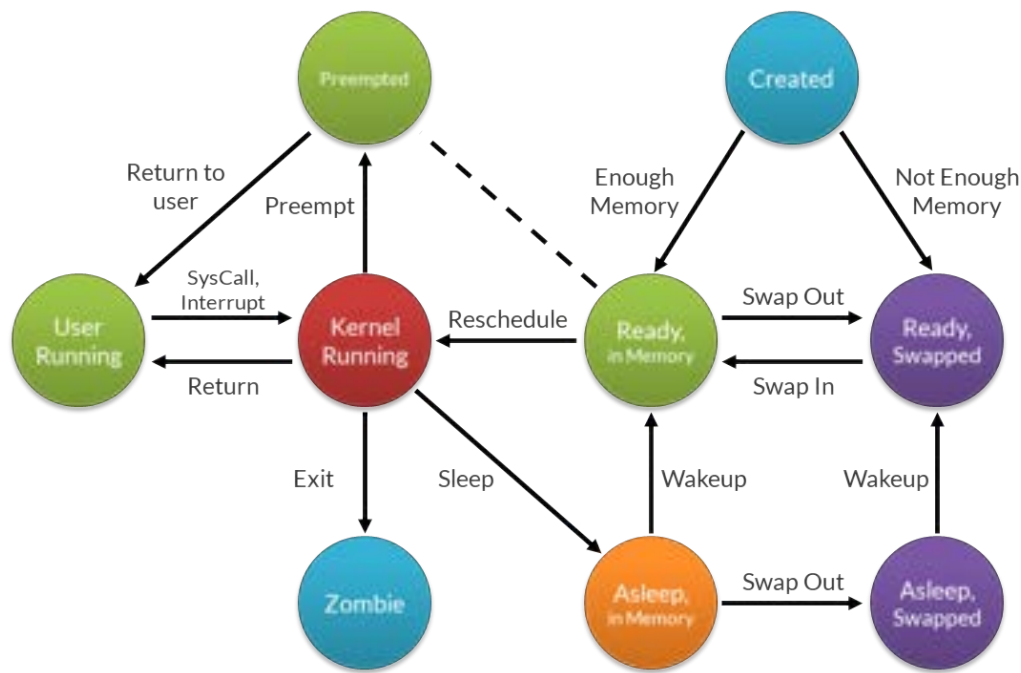 Preempted
Created
Return to
user
Preempt
Enough
Memory
Not Enough
Memory
User
Running
SysCall,
Interrupt
Return
Kernel
Running
Reschedule
Ready,
in Memory
Swap Out
Swap In
Ready,
Swapped
Exit
Sleep
Wakeup
Wakeup
Zombie
Asleep,
in Memory
Swap Out
Asleep,
Swapped